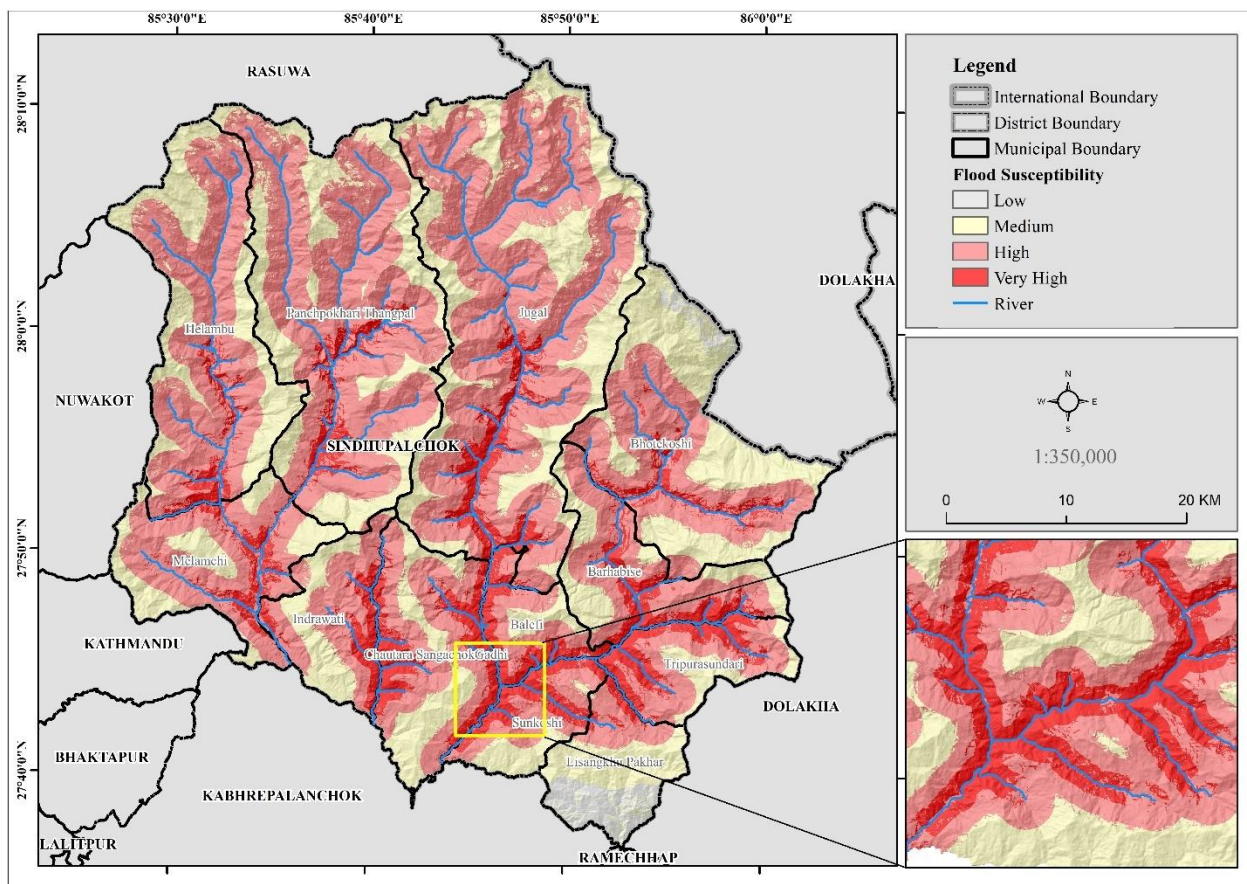 85°30'0"E 85°40'0"E 85°50'0"E 86°0'0"E
28°10'0"N
28°0'0"N
27°50'0"N
27°40'0"N
RASUWA
DOLAKHA
Helambu
Panchpokhari Thangpal
Jugal
NUWAKOT
SINDHUPALCHOK
Bhotekoshi
Melamchi
Barhabise
Indrawati
Balefi
KATHMANDU
Chautara SangachokGadhi
Tripurasundari
DOLAKHA
Sunkoshi
BHAKTAPUR
Lisangkhu Pakhar
KABHREPALANCHOK
LALITPUR
RAMECHHAP
Legend
International Boundary
District Boundary
Municipal Boundary
Flood Susceptibility
Low
Medium
High
Very High
River
N
W E
S
1:350,000
0 10 20 KM